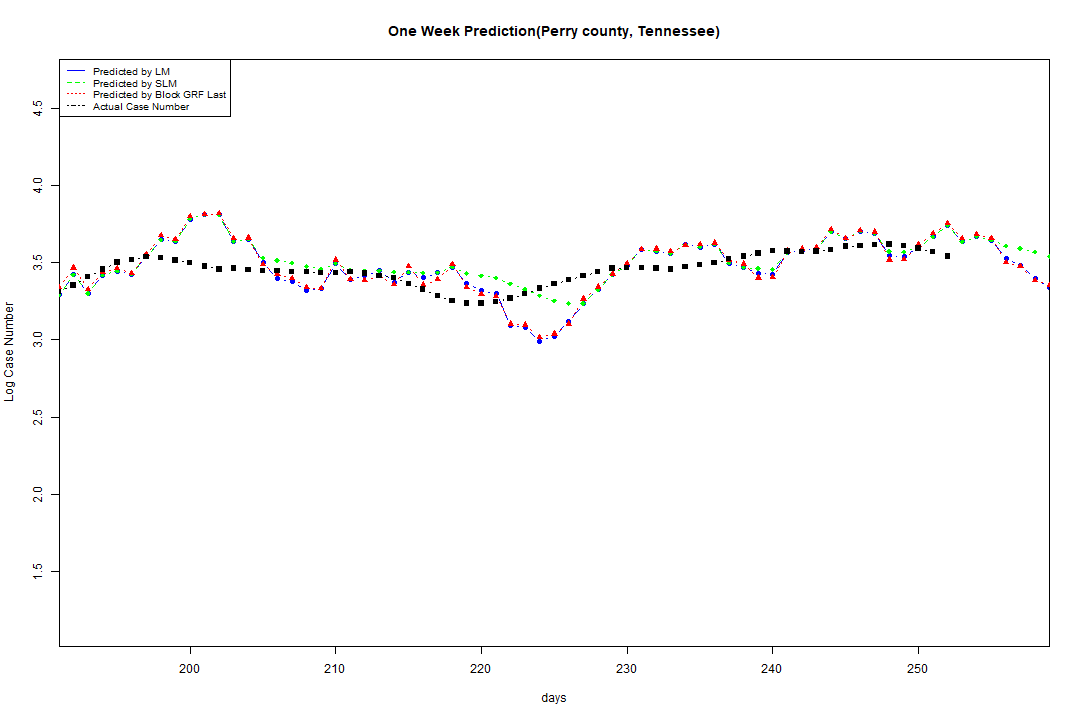 One Week Prediction(Perry county, Tennessee)
Predicted by LM
Predicted by SLM
Predicted by Block GRF Last
Actual Case Number
4.5
4.0
3.5
3.0
2.5
2.0
1.5
Log Case Number
200 210 220 230 240 250
days